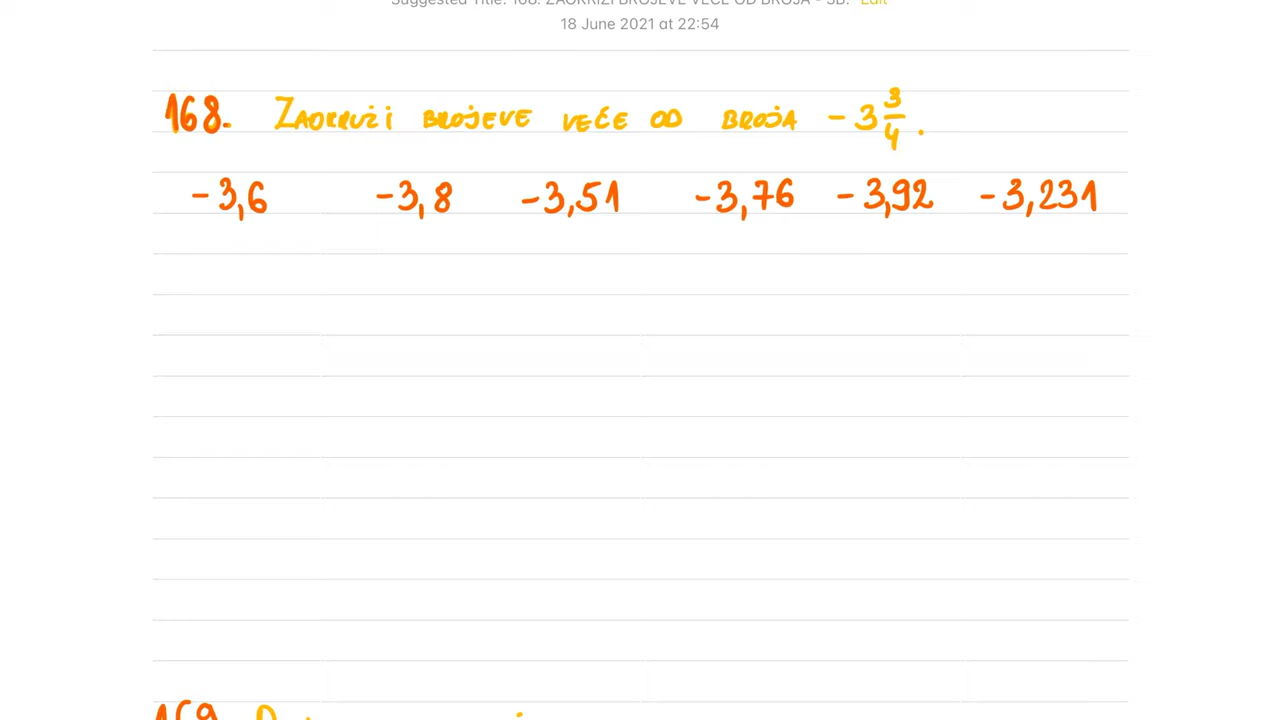 18 June 2021 at 22:54
168. ZAOKRUŽI BROJEVE VEĆE OD BROJA -3 3/4.
-3,6 -3,8 -3,51 -3,76 -3,92 -3,231
169.